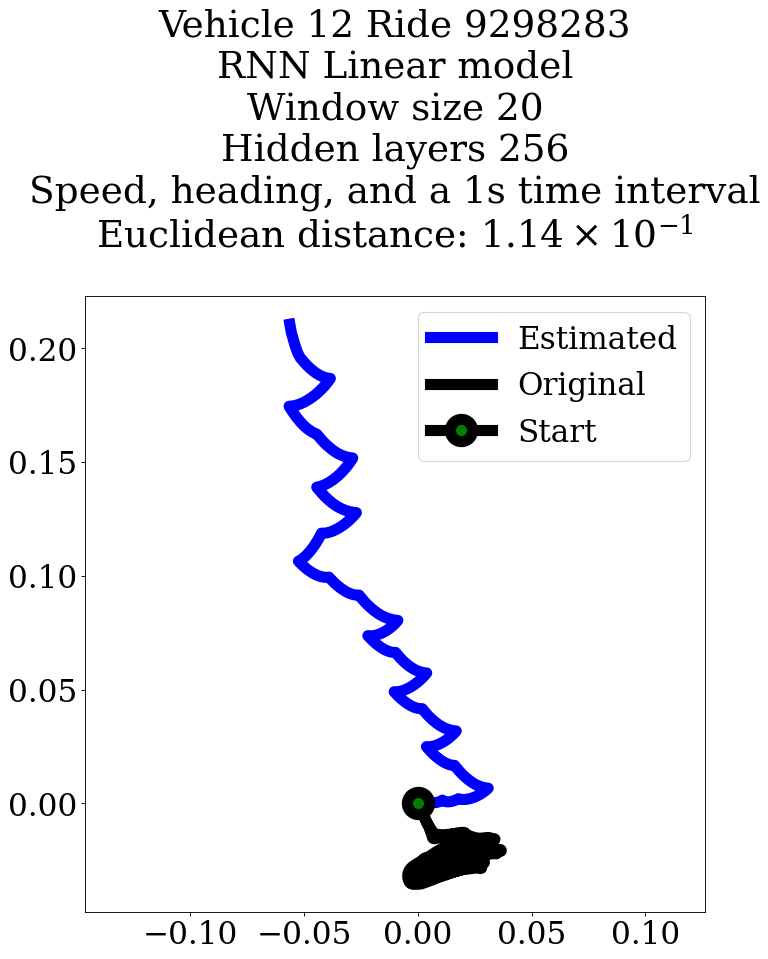 Vehicle 12 Ride 9298283
RNN Linear model
Window size 20
Hidden layers 256
Speed, heading, and a 1s time interval
Euclidean distance: 1.14 × 10⁻¹
Estimated
Original
Start
0.20
0.15
0.10
0.05
0.00
−0.10 −0.05 0.00 0.05 0.10